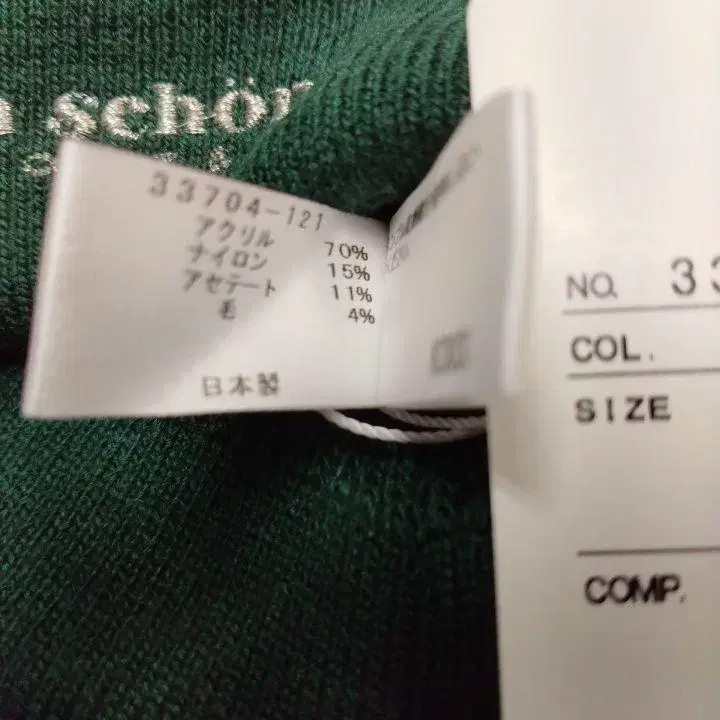 schön
33704-121
アクリル 70%
ナイロン 15%
アセテート 11%
毛 4%
日本製
NO. 33
COL.
SIZE
COMP.